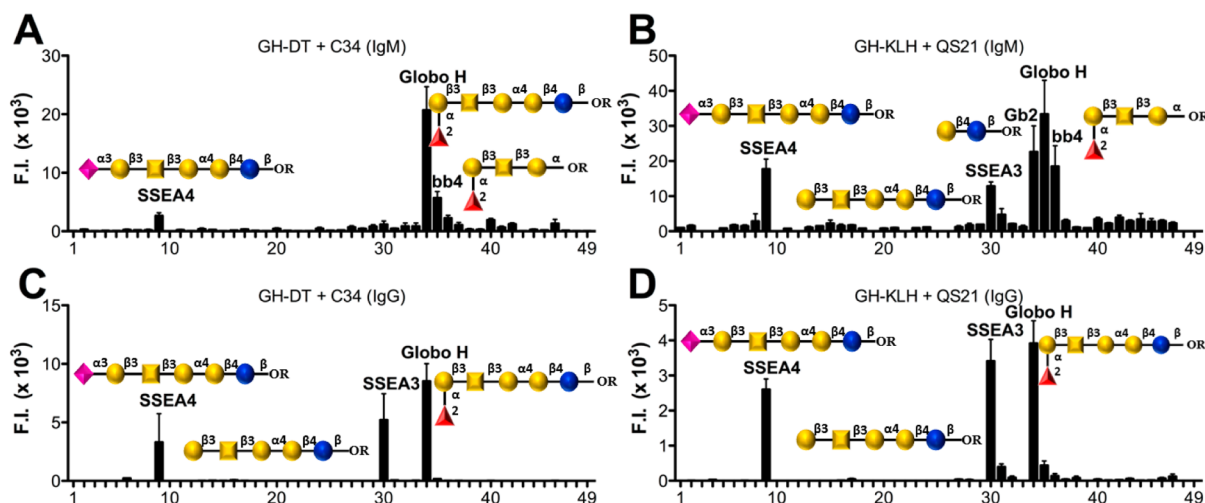 A
GH-DT + C34 (IgM)
F.I. (x 10³)
30
20
10
0
1
10
20
30
40
49
α3 β3 β3 α4 β4 β
OR
SSEA4
Globo H
β3 β3 α4 β4 β
OR
α
2
bb4
β3 β3 α
OR
α
2
B
GH-KLH + QS21 (IgM)
F.I. (x 10³)
50
40
30
20
10
0
1
10
20
30
40
49
α3 β3 β3 α4 β4 β
OR
SSEA4
β4 β
OR
β3 β3 α4 β4 β
OR
SSEA3
Gb2
Globo H
bb4
β3 β3 α
OR
α
2
C
GH-DT + C34 (IgG)
F.I. (x 10³)
15
10
5
0
1
10
20
30
40
49
α3 β3 β3 α4 β4 β
OR
SSEA4
β3 β3 α4 β4 β
OR
SSEA3
Globo H
β3 β3 α4 β4 β
OR
α
2
D
GH-KLH + QS21 (IgG)
F.I. (x 10³)
5
4
3
2
1
0
1
10
20
30
40
49
α3 β3 β3 α4 β4 β
OR
SSEA4
β3 β3 α4 β4 β
OR
SSEA3
Globo H
β3 β3 α4 β4 β
OR
α
2